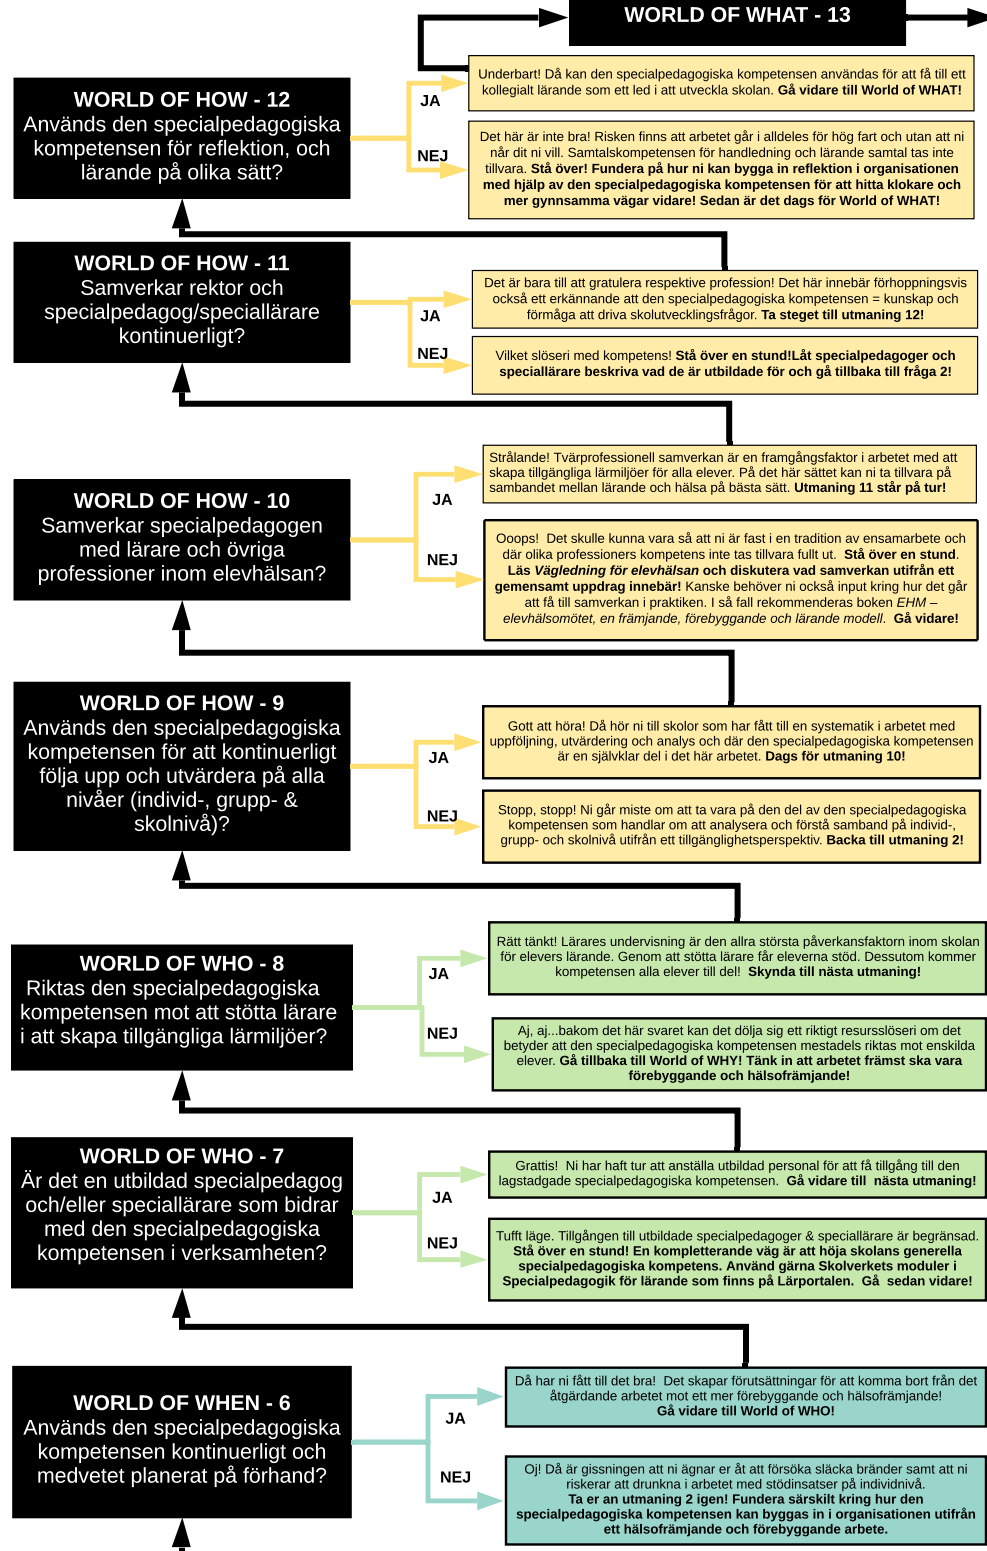 WORLD OF WHAT - 13
WORLD OF HOW - 12
Används den specialpedagogiska
kompetensen för reflektion, och
lärande på olika sätt?
JA
Underbart! Då kan den specialpedagogiska kompetensen användas för att få till ett
kollegialt lärande som ett led i att utveckla skolan. Gå vidare till World of WHAT!
NEJ
Det här är inte bra! Risken finns att arbetet går i alldeles för hög fart och utan att ni
når dit ni vill. Samtalskompetensen för handledning och lärande samtal tas inte
tillvara. Stå över! Fundera på hur ni kan bygga in reflektion i organisationen
med hjälp av den specialpedagogiska kompetensen för att hitta klokare och
mer gynnsamma vägar vidare! Sedan är det dags för World of WHAT!
WORLD OF HOW - 11
Samverkar rektor och
specialpedagog/speciallärare
kontinuerligt?
JA
Det är bara till att gratulera respektive profession! Det här innebär förhoppningsvis
också ett erkännande att den specialpedagogiska kompetensen = kunskap och
förmåga att driva skolutvecklingsfrågor. Ta steget till utmaning 12!
NEJ
Vilket slöseri med kompetens! Stå över en stund!Låt specialpedagoger och
speciallärare beskriva vad de är utbildade för och gå tillbaka till fråga 2!
WORLD OF HOW - 10
Samverkar specialpedagogen
med lärare och övriga
professioner inom elevhälsan?
JA
Strålande! Tvärprofessionell samverkan är en framgångsfaktor i arbetet med att
skapa tillgängliga lärmiljöer för alla elever. På det här sättet kan ni ta tillvara på
sambandet mellan lärande och hälsa på bästa sätt. Utmaning 11 står på tur!
NEJ
Ooops!  Det skulle kunna vara så att ni är fast i en tradition av ensamarbete och
där olika professioners kompetens inte tas tillvara fullt ut.  Stå över en stund.
Läs Vägledning för elevhälsan och diskutera vad samverkan utifrån ett
gemensamt uppdrag innebär! Kanske behöver ni också input kring hur det går
att få till samverkan i praktiken. I så fall rekommenderas boken EHM –
elevhälsomötet, en främjande, förebyggande och lärande modell.  Gå vidare!
WORLD OF HOW - 9
Används den specialpedagogiska
kompetensen för att kontinuerligt
följa upp och utvärdera på alla
nivåer (individ-, grupp- &
skolnivå)?
JA
Gott att höra! Då hör ni till skolor som har fått till en systematik i arbetet med
uppföljning, utvärdering och analys och där den specialpedagogiska kompetensen
är en självklar del i det här arbetet. Dags för utmaning 10!
NEJ
Stopp, stopp! Ni går miste om att ta vara på den del av den specialpedagogiska
kompetensen som handlar om att analysera och förstå samband på individ-,
grupp- och skolnivå utifrån ett tillgänglighetsperspektiv. Backa till utmaning 2!
WORLD OF WHO - 8
Riktas den specialpedagogiska
kompetensen mot att stötta lärare
i att skapa tillgängliga lärmiljöer?
JA
Rätt tänkt! Lärares undervisning är den allra största påverkansfaktorn inom skolan
för elevers lärande. Genom att stötta lärare får eleverna stöd. Dessutom kommer
kompetensen alla elever till del!  Skynda till nästa utmaning!
NEJ
Aj, aj...bakom det här svaret kan det dölja sig ett riktigt resursslöseri om det
betyder att den specialpedagogiska kompetensen mestadels riktas mot enskilda
elever. Gå tillbaka till World of WHY! Tänk in att arbetet främst ska vara
förebyggande och hälsofrämjande!
WORLD OF WHO - 7
Är det en utbildad specialpedagog
och/eller speciallärare som bidrar
med den specialpedagogiska
kompetensen i verksamheten?
JA
Grattis!  Ni har haft tur att anställa utbildad personal för att få tillgång till den
lagstadgade specialpedagogiska kompetensen.  Gå vidare till  nästa utmaning!
NEJ
Tufft läge. Tillgången till utbildade specialpedagoger & speciallärare är begränsad.
Stå över en stund! En kompletterande väg är att höja skolans generella
specialpedagogiska kompetens. Använd gärna Skolverkets moduler i
Specialpedagogik för lärande som finns på Lärportalen.  Gå  sedan vidare!
WORLD OF WHEN - 6
Används den specialpedagogiska
kompetensen kontinuerligt och
medvetet planerat på förhand?
JA
Då har ni fått till det bra!  Det skapar förutsättningar för att komma bort från det
åtgärdande arbetet mot ett mer förebyggande och hälsofrämjande!
Gå vidare till World of WHO!
NEJ
Oj! Då är gissningen att ni ägnar er åt att försöka släcka bränder samt att ni
riskerar att drunkna i arbetet med stödinsatser på individnivå.
Ta er an utmaning 2 igen! Fundera särskilt kring hur den
specialpedagogiska kompetensen kan byggas in i organisationen utifrån
ett hälsofrämjande och förebyggande arbete.